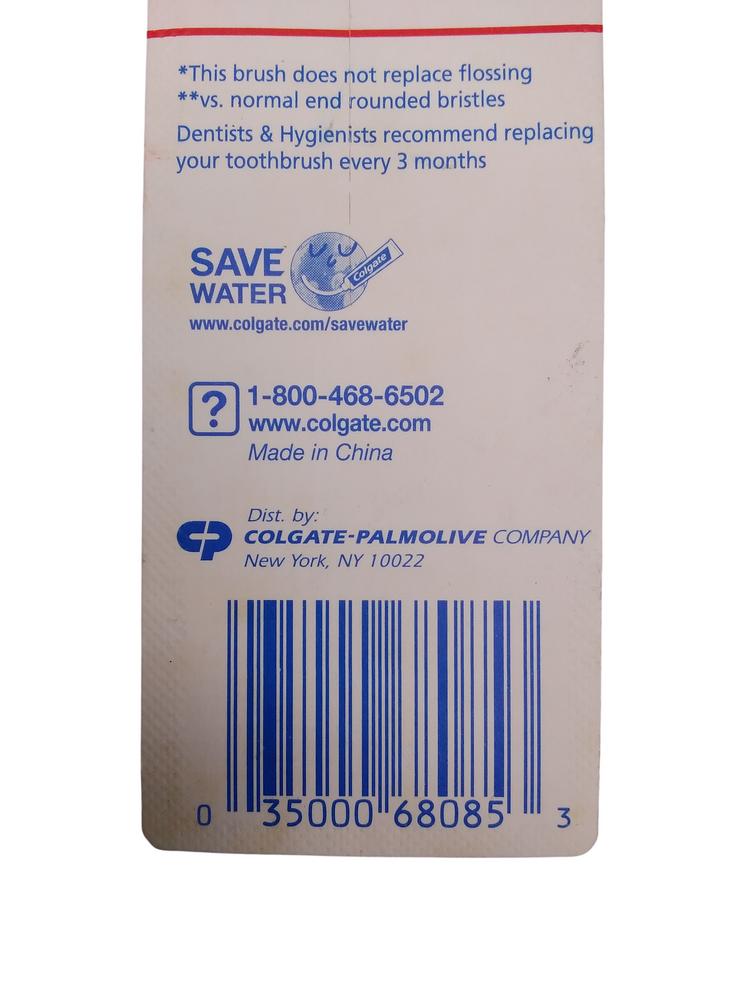 *This brush does not replace flossing
**vs. normal end rounded bristles
Dentists & Hygienists recommend replacing
your toothbrush every 3 months
SAVE
WATER
Colgate
www.colgate.com/savewater
?
1-800-468-6502
www.colgate.com
Made in China
Dist. by:
cp COLGATE-PALMOLIVE COMPANY
New York, NY 10022
0 35000 68085 3